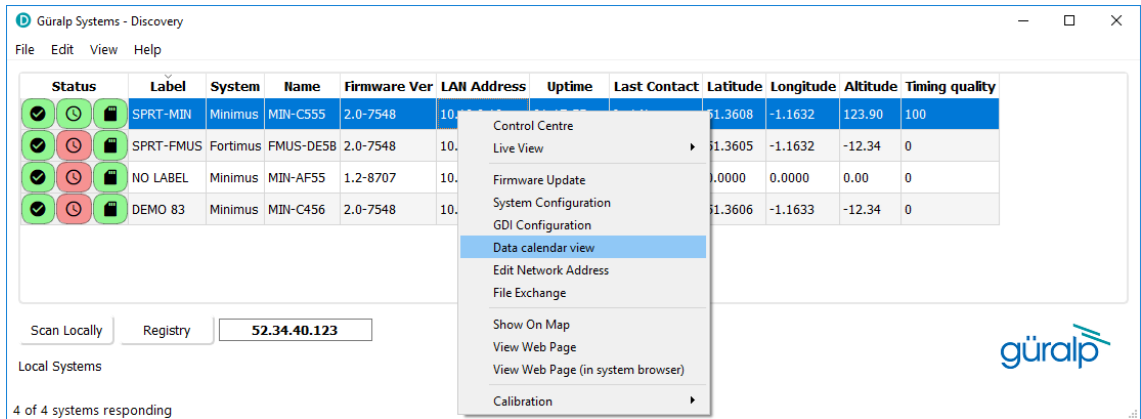 Güralp Systems - Discovery
File Edit View Help
Status Label System Name Firmware Ver LAN Address Uptime Last Contact Latitude Longitude Altitude Timing quality
SPRT-MIN Minimus MIN-C555 2.0-7548 10. 51.3608 -1.1632 123.90 100
SPRT-FMUS Fortimus FMUS-DE5B 2.0-7548 10. 51.3605 -1.1632 -12.34 0
NO LABEL Minimus MIN-AF55 1.2-8707 10. .0000 0.0000 0.00 0
DEMO 83 Minimus MIN-C456 2.0-7548 10. 51.3606 -1.1633 -12.34 0
Control Centre
Live View
Firmware Update
System Configuration
GDI Configuration
Data calendar view
Edit Network Address
File Exchange
Show On Map
View Web Page
View Web Page (in system browser)
Calibration
Scan Locally Registry 52.34.40.123
güralp
Local Systems
4 of 4 systems responding